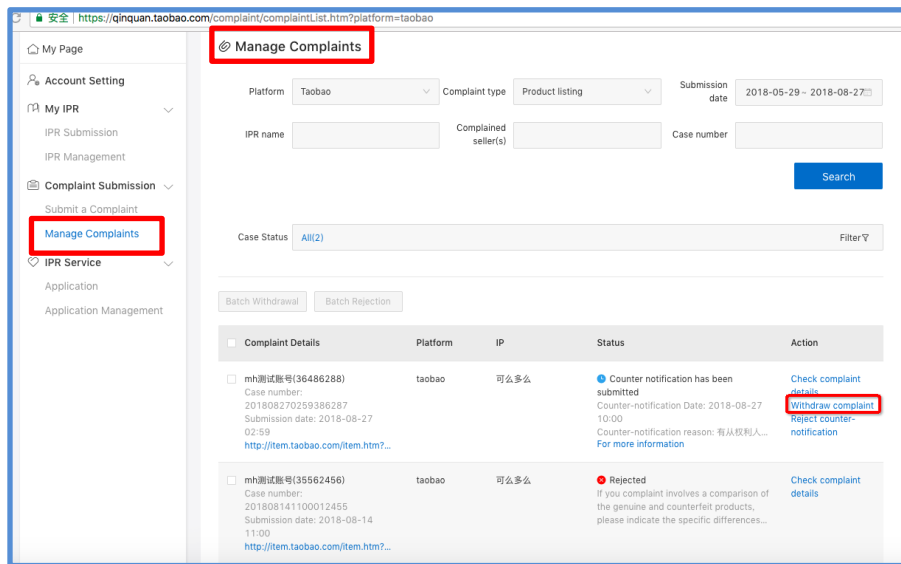 安全 https://qinquan.taobao.com/complaint/complaintList.htm?platform=taobao
My Page
Account Setting
My IPR
IPR Submission
IPR Management
Complaint Submission
Submit a Complaint
Manage Complaints
IPR Service
Application
Application Management
Manage Complaints
Platform Taobao Complaint type Product listing Submission date 2018-05-29 ~ 2018-08-27
IPR name Complained seller(s) Case number
Search
Case Status All(2) Filter
Batch Withdrawal Batch Rejection
Complaint Details Platform IP Status Action
mh测试账号(36486288)
Case number:
201808270259386287
Submission date: 2018-08-27
02:59
http://item.taobao.com/item.htm?...
taobao
可么多么
Counter notification has been
submitted
Counter-notification Date: 2018-08-27
10:00
Counter-notification reason: 有从权利人...
For more information
Check complaint
details
Withdraw complaint
Reject counter-
notification
mh测试账号(35562456)
Case number:
201808141100012455
Submission date: 2018-08-14
11:00
http://item.taobao.com/item.htm?...
taobao
可么多么
Rejected
If you complaint involves a comparison of
the genuine and counterfeit products,
please indicate the specific differences...
Check complaint
details